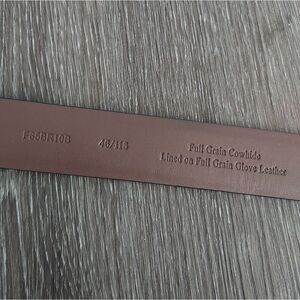 46/115
Full Grain Cowhide
Lined on Full Grain Glove Leather